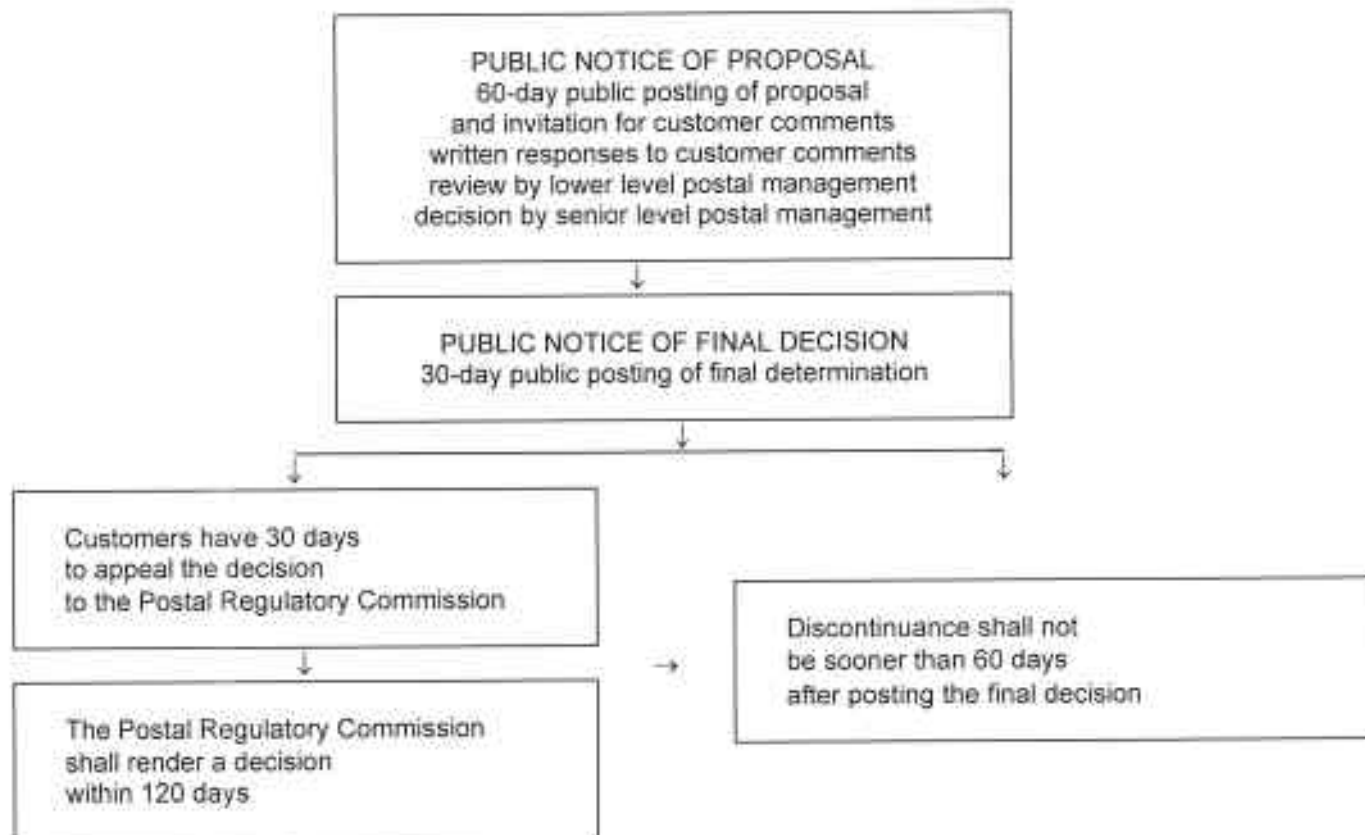 PUBLIC NOTICE OF PROPOSAL
60-day public posting of proposal
and invitation for customer comments
written responses to customer comments
review by lower level postal management
decision by senior level postal management
PUBLIC NOTICE OF FINAL DECISION
30-day public posting of final determination
Customers have 30 days
to appeal the decision
to the Postal Regulatory Commission
The Postal Regulatory Commission
shall render a decision
within 120 days
Discontinuance shall not
be sooner than 60 days
after posting the final decision